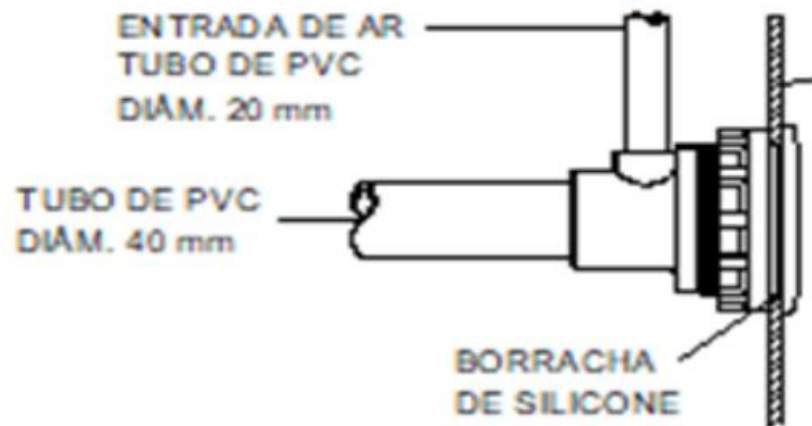 ENTRADA DE AR
TUBO DE PVC
DIÂM. 20 mm
TUBO DE PVC
DIÂM. 40 mm
BORRACHA
DE SILICONE